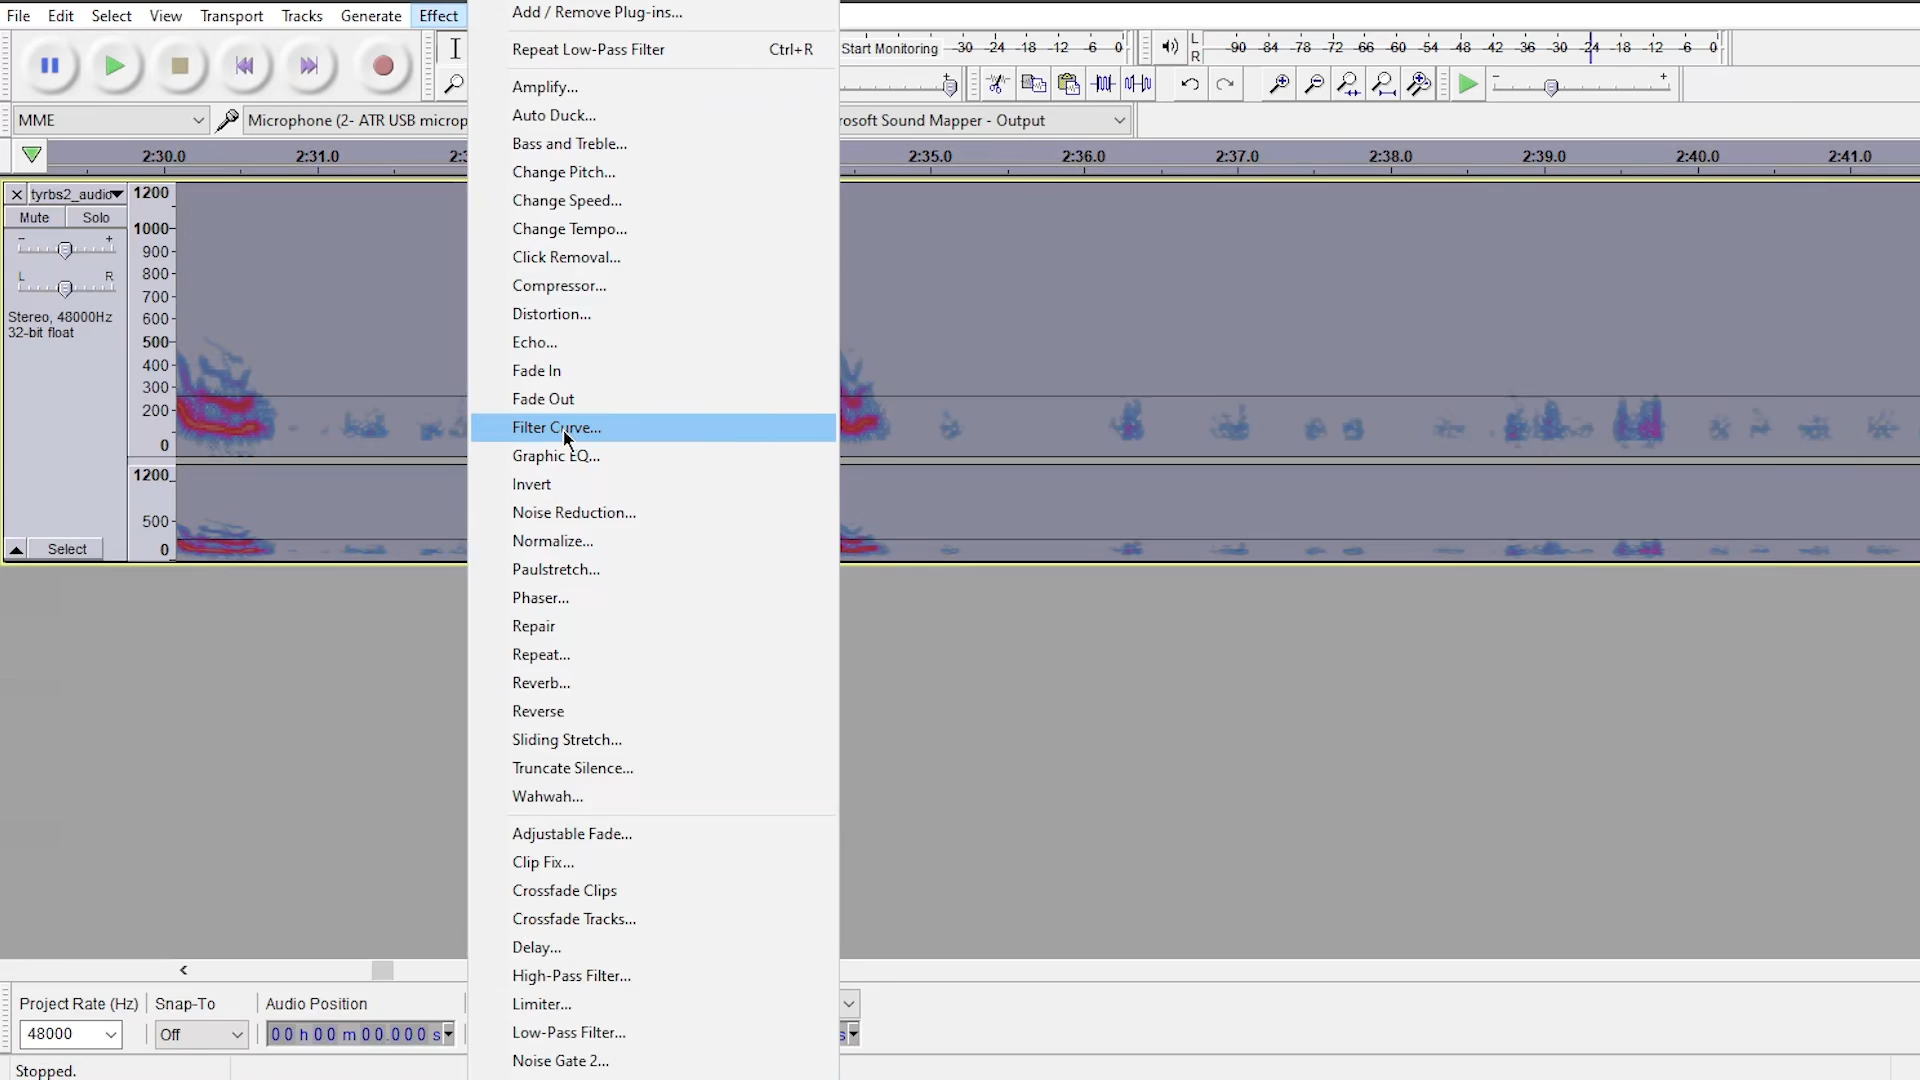 File Edit Select View Transport Tracks Generate Effect
Add / Remove Plug-ins...
Repeat Low-Pass Filter Ctrl+R
Amplify...
Auto Duck...
Bass and Treble...
Change Pitch...
Change Speed...
Change Tempo...
Click Removal...
Compressor...
Distortion...
Echo...
Fade In
Fade Out
Filter Curve...
Graphic EQ...
Invert
Noise Reduction...
Normalize...
Paulstretch...
Phaser...
Repair
Repeat...
Reverb...
Reverse
Sliding Stretch...
Truncate Silence...
Wahwah...
Adjustable Fade...
Clip Fix...
Crossfade Clips
Crossfade Tracks...
Delay...
High-Pass Filter...
Limiter...
Low-Pass Filter...
Noise Gate 2...
Start Monitoring -30 -24 -18 -12 -6 0
L
R
-90 -84 -78 -72 -66 -60 -54 -48 -42 -36 -30 -24 -18 -12 -6 0
MME
Microphone (2- ATR USB microp
rosoft Sound Mapper - Output
2:30.0 2:31.0 2:35.0 2:36.0 2:37.0 2:38.0 2:39.0 2:40.0 2:41.0
tyrbs2_audio
Mute Solo
- +
L R
Stereo, 48000Hz
32-bit float
Select
1200
1000
900
800
700
600
500
400
300
200
0
1200
500
0
Project Rate (Hz) Snap-To Audio Position
48000 Off 00 h 00 m 00.000 s
s
Stopped.